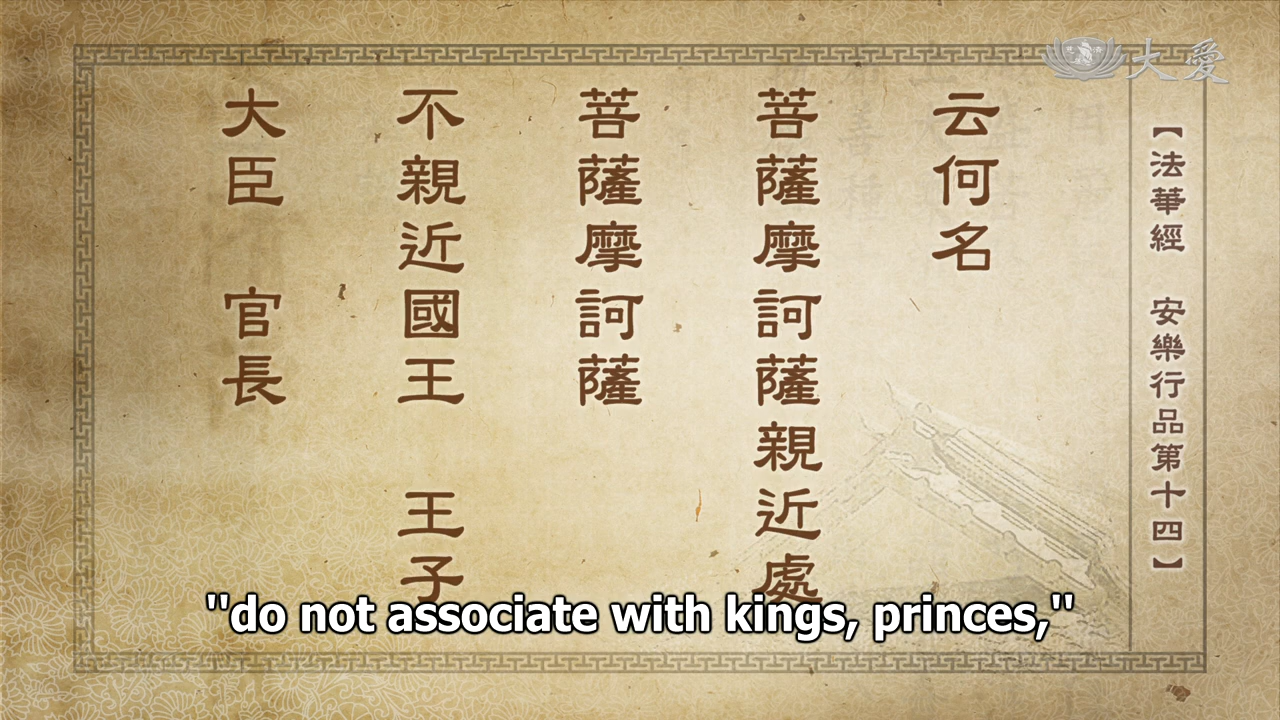 大愛
【法華經 安樂行品第十四】
云何名
菩薩摩訶薩親近處
菩薩摩訶薩
不親近國王 王子
大臣 官長
"do not associate with kings, princes,"